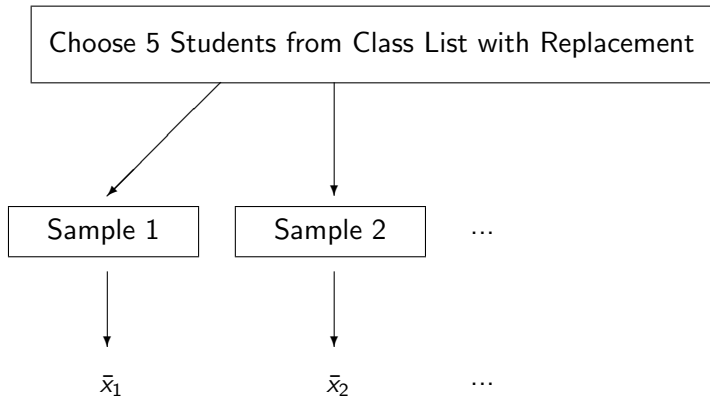 Choose 5 Students from Class List with Replacement
Sample 1 Sample 2 ...
x̄₁ x̄₂ ...